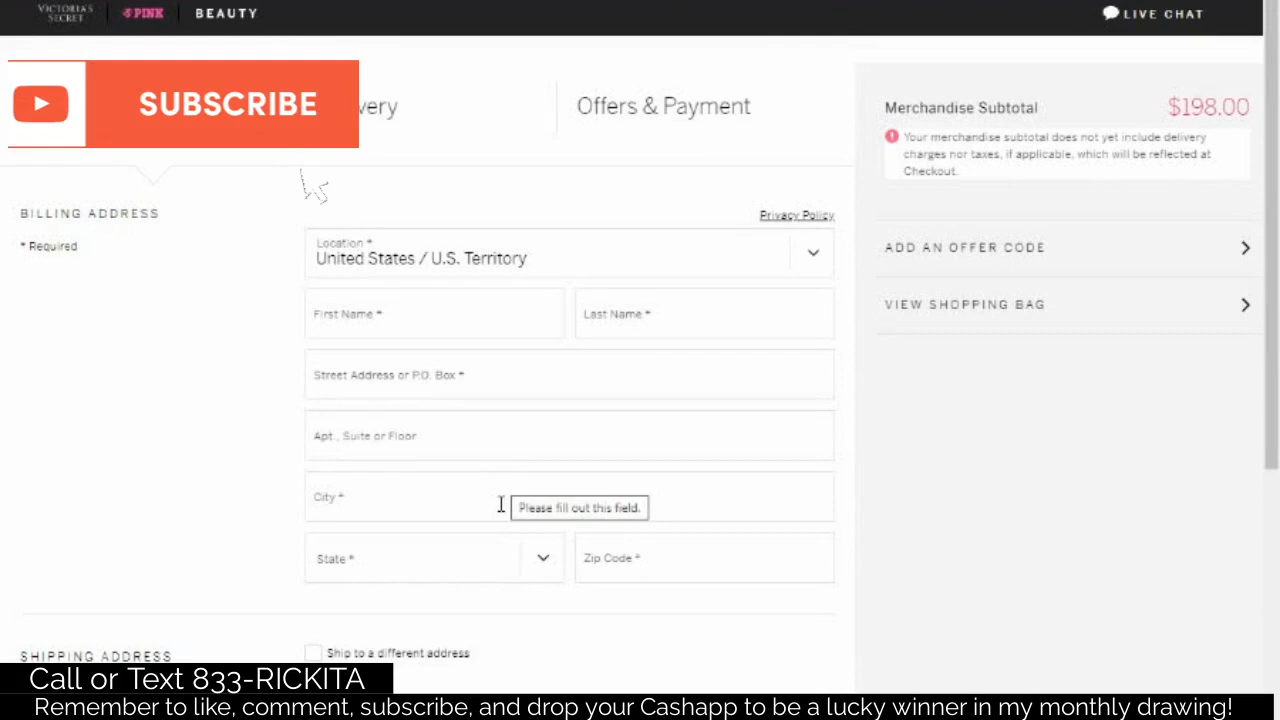 VICTORIA'S
SECRET
PINK
BEAUTY
LIVE CHAT
SUBSCRIBE
very
Offers & Payment
Merchandise Subtotal
$198.00
Your merchandise subtotal does not yet include delivery
charges nor taxes, if applicable, which will be reflected at
Checkout.
BILLING ADDRESS
* Required
Privacy Policy
Location *
United States / U.S. Territory
First Name *
Last Name *
Street Address or P.O. Box *
Apt., Suite or Floor
City *
Please fill out this field.
State *
Zip Code *
ADD AN OFFER CODE
VIEW SHOPPING BAG
SHIPPING ADDRESS
Ship to a different address
Call or Text 833-RICKITA
Remember to like, comment, subscribe, and drop your Cashapp to be a lucky winner in my monthly drawing!